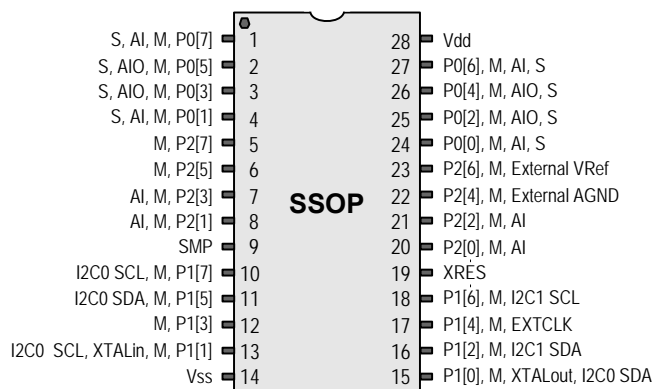 S, AI, M, P0[7] 1 28 Vdd
S, AIO, M, P0[5] 2 27 P0[6], M, AI, S
S, AIO, M, P0[3] 3 26 P0[4], M, AIO, S
S, AI, M, P0[1] 4 25 P0[2], M, AIO, S
M, P2[7] 5 24 P0[0], M, AI, S
M, P2[5] 6 23 P2[6], M, External VRef
AI, M, P2[3] 7 22 P2[4], M, External AGND
SSOP
AI, M, P2[1] 8 21 P2[2], M, AI
SMP 9 20 P2[0], M, AI
I2C0 SCL, M, P1[7] 10 19 XRES
I2C0 SDA, M, P1[5] 11 18 P1[6], M, I2C1 SCL
M, P1[3] 12 17 P1[4], M, EXTCLK
I2C0 SCL, XTALin, M, P1[1] 13 16 P1[2], M, I2C1 SDA
Vss 14 15 P1[0], M, XTALout, I2C0 SDA